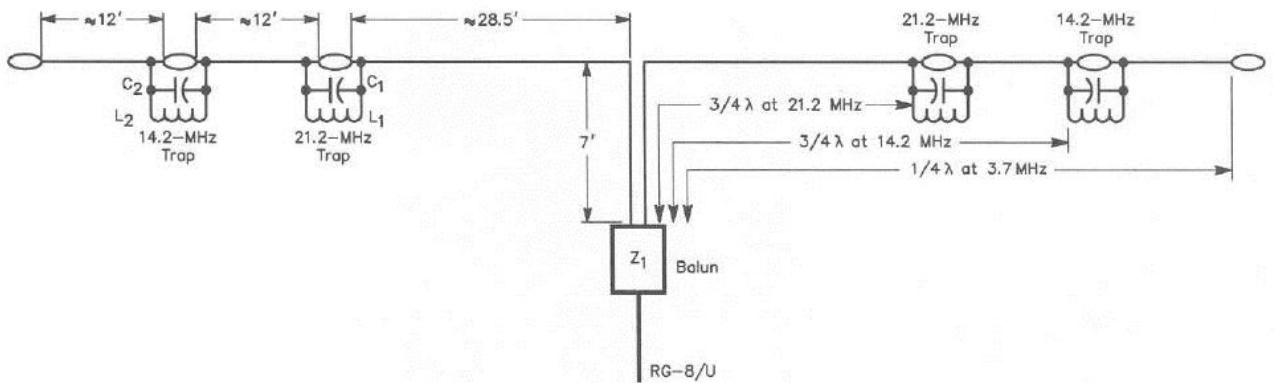 ≈12' ≈12' ≈28.5'
21.2-MHz
Trap
14.2-MHz
Trap
C₂ C₁
L₂ L₁
14.2-MHz
Trap
21.2-MHz
Trap
7'
3/4 λ at 21.2 MHz
3/4 λ at 14.2 MHz
1/4 λ at 3.7 MHz
Z₁ Balun
RG-8/U